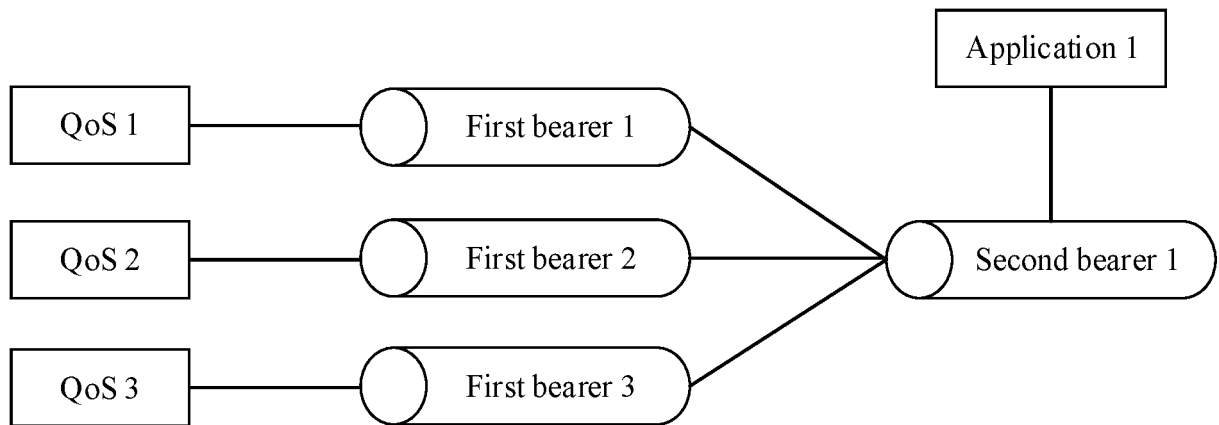 Application 1
QoS 1
First bearer 1
QoS 2
First bearer 2
Second bearer 1
QoS 3
First bearer 3